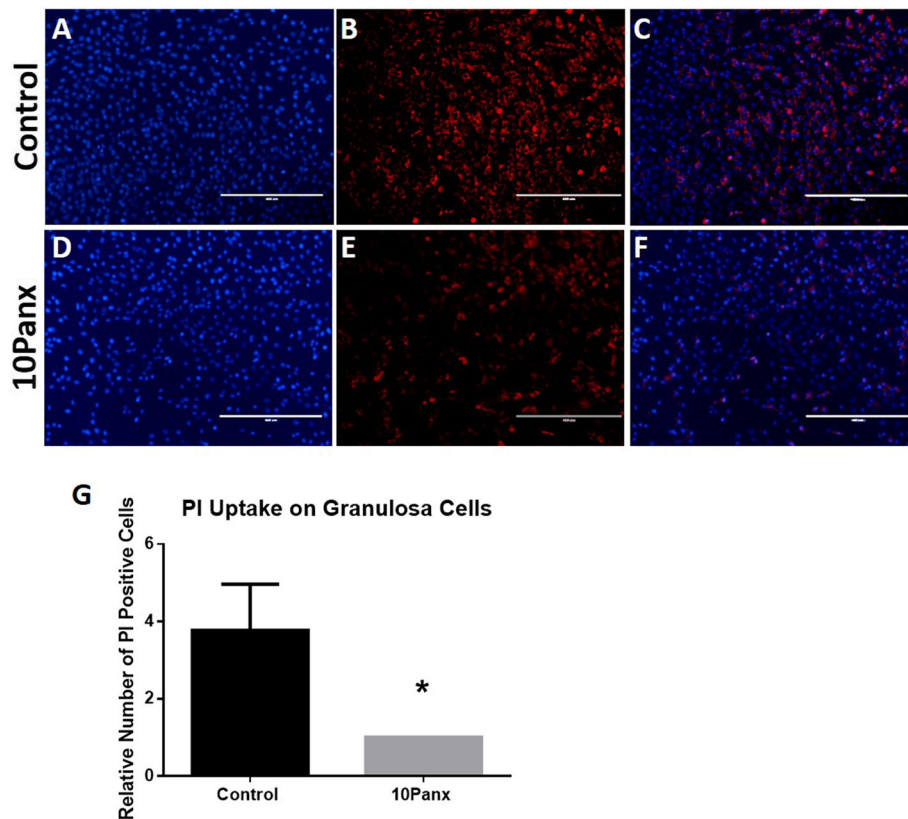 A
B
C
Control
D
E
F
10Panx
G
PI Uptake on Granulosa Cells
Relative Number of PI Positive Cells
6
4
2
0
*
Control
10Panx